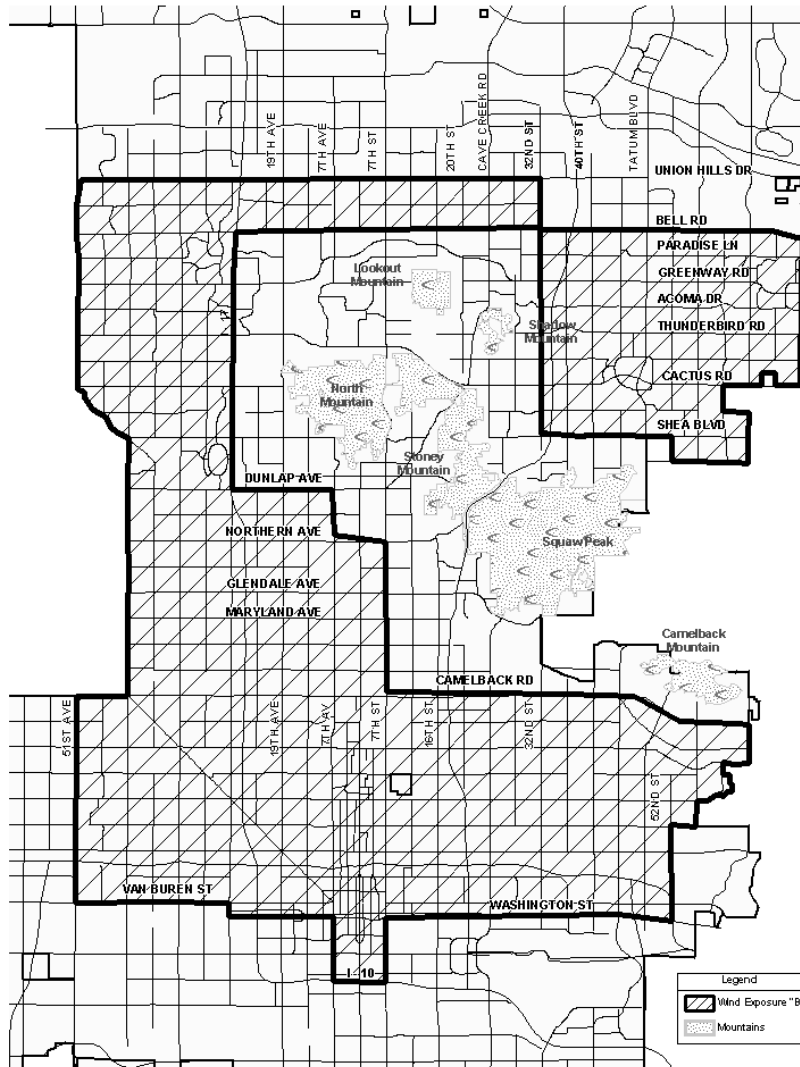 19TH AVE
7TH AVE
7TH ST
20TH ST
CAVE CREEK RD
32ND ST
40TH ST
TATUM BLVD
UNION HILLS DR
BELL RD
PARADISE LN
GREENWAY RD
ACOMA DR
THUNDERBIRD RD
CACTUS RD
SHEA BLVD
Lookout
Mountain
Shadow
Mountain
17
North
Mountain
Stoney
Mountain
DUNLAP AVE
NORTHERN AVE
Squaw Peak
GLENDALE AVE
MARYLAND AVE
Camelback
Mountain
CAMELBACK RD
51ST AVE
19TH AVE
7TH AV
7TH ST
16TH ST
32ND ST
52ND ST
VAN BUREN ST
WASHINGTON ST
I - 10
Legend
Wind Exposure "B
Mountains